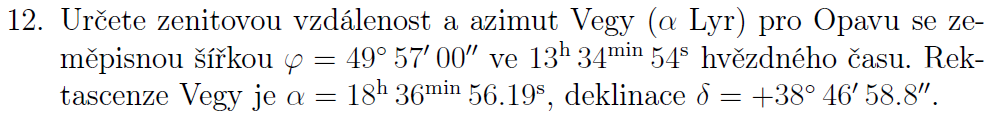 12. Určete zenitovou vzdálenost a azimut Vegy (α Lyr) pro Opavu se ze-
měpisnou šířkou φ = 49° 57′ 00″ ve 13ʰ 34ᵐⁱⁿ 54ˢ hvězdného času. Rek-
tascenze Vegy je α = 18ʰ 36ᵐⁱⁿ 56.19ˢ, deklinace δ = +38° 46′ 58.8″.